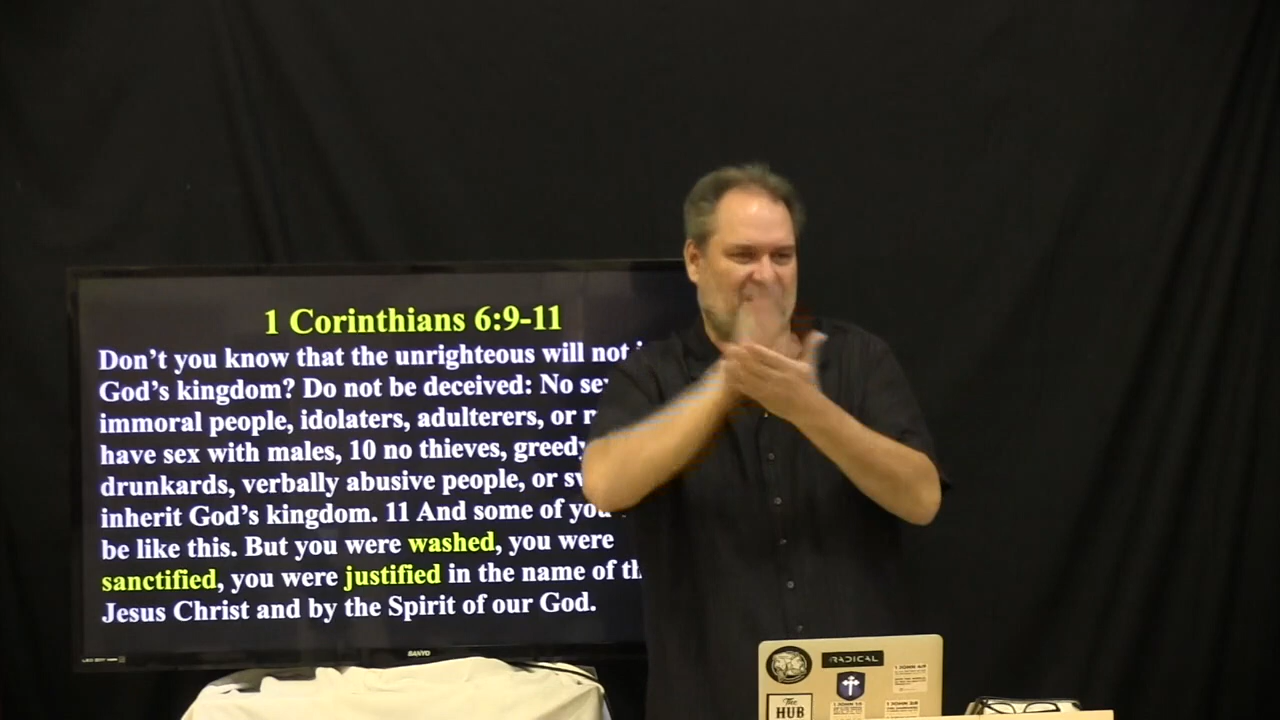 1 Corinthians 6:9-11
Don't you know that the unrighteous will not
God's kingdom? Do not be deceived: No
immoral people, idolaters, adulterers, or
have sex with males, 10 no thieves, greedy
drunkards, verbally abusive people, or
inherit God's kingdom. 11 And some of you
be like this. But you were washed, you were
sanctified, you were justified in the name of
Jesus Christ and by the Spirit of our God.
SANYO
RADICAL
The
HUB